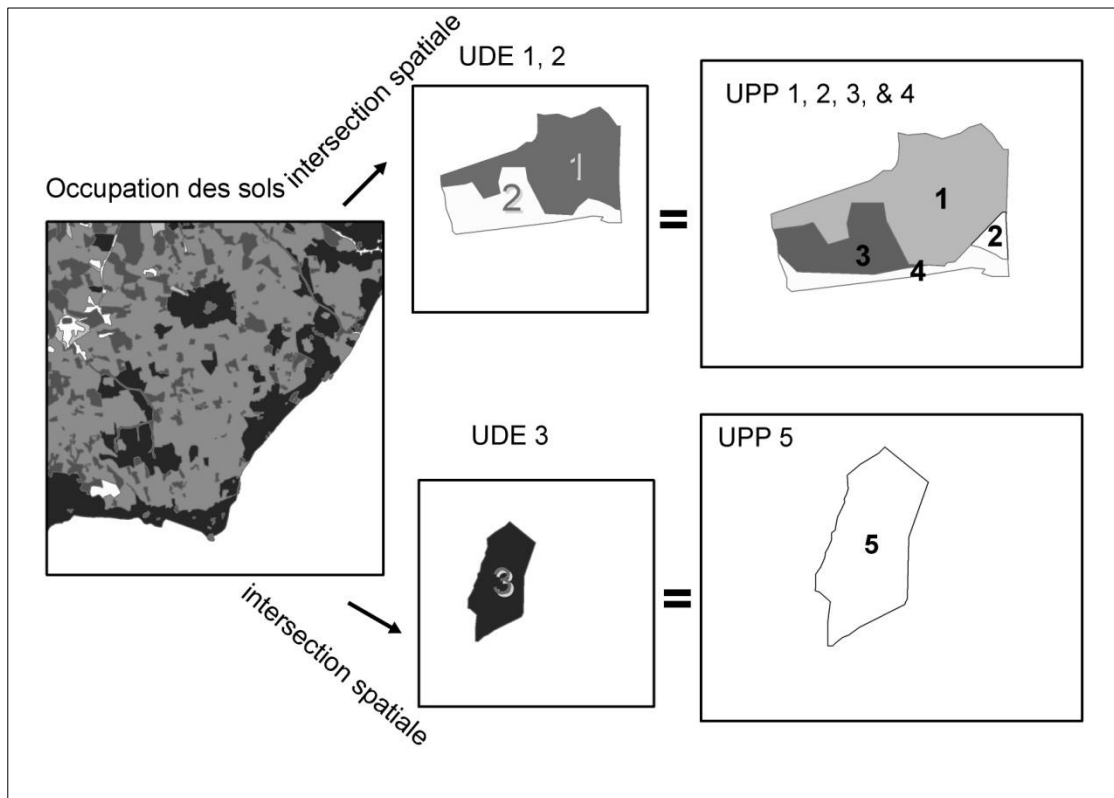 Occupation des sols
intersection spatiale
UDE 1, 2
1
2
=
UPP 1, 2, 3, & 4
1
2
3
4
intersection spatiale
UDE 3
3
=
UPP 5
5